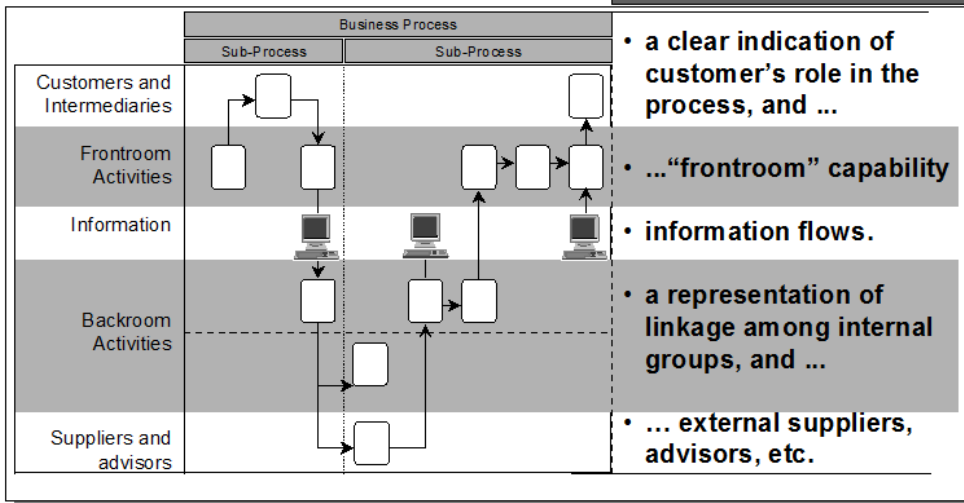 Business Process
Sub-Process
Sub-Process
Customers and
Intermediaries
• a clear indication of
customer's role in the
process, and ...
Frontroom
Activities
• ..."frontroom" capability
Information
• information flows.
Backroom
Activities
• a representation of
linkage among internal
groups, and ...
Suppliers and
advisors
• ... external suppliers,
advisors, etc.